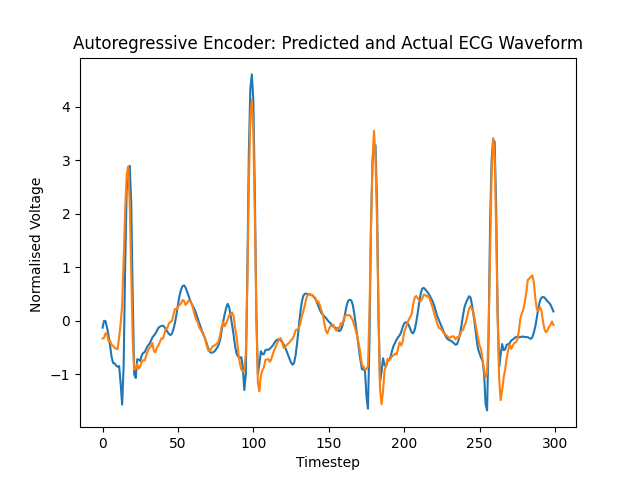 Autoregressive Encoder: Predicted and Actual ECG Waveform
Normalised Voltage
4
3
2
1
0
−1
0 50 100 150 200 250 300
Timestep